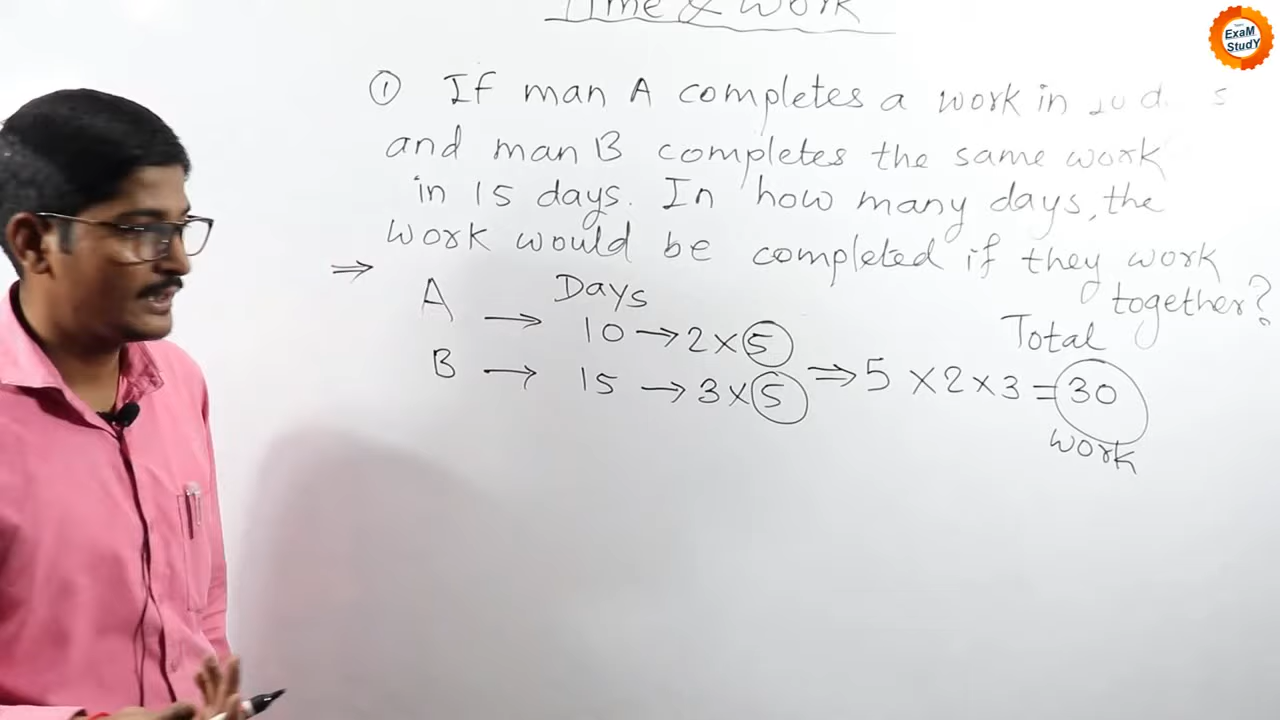 Time & Work
① If man A completes a work in
and man B completes the same work
in 15 days. In how many days, the
work would be completed if they work
together?
⇒ A Days
→ 10 → 2 × 5
B → 15 → 3 × 5 ⇒ 5 × 2 × 3 = 30
Total
work
ExaM
StudY